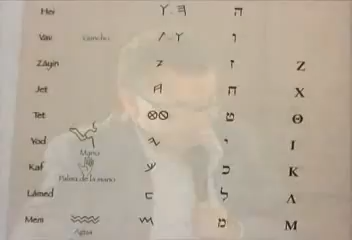 Hei ה
Vav Gancho ו
Zayin ז Z
Jet ח X
Tet ט Θ
Yod Mano י I
Kaf Palma de la mano כ K
Lámed ל Λ
Mem Agua מ M